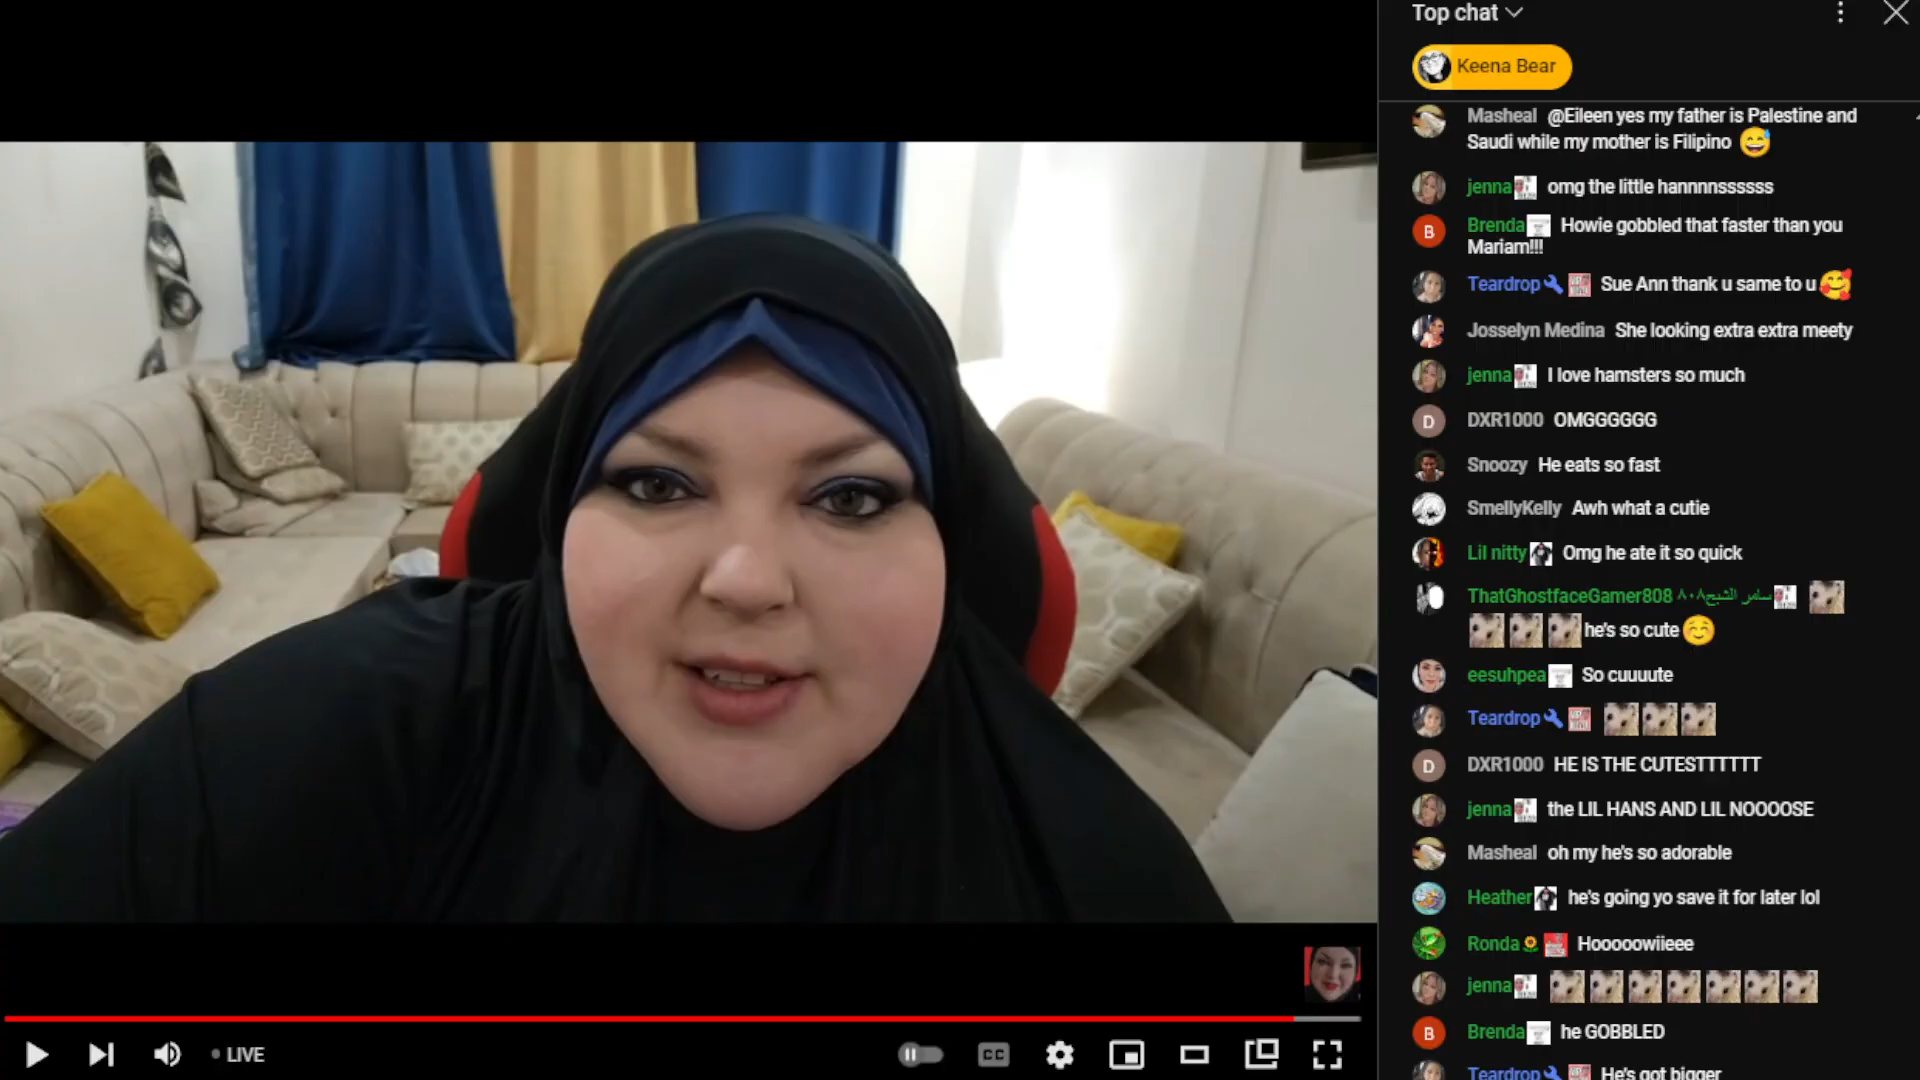 Top chat
Keena Bear
Masheal @Eileen yes my father is Palestine and
Saudi while my mother is Filipino
jenna omg the little hannnnssssss
Brenda Howie gobbled that faster than you
Mariam!!!
Teardrop Sue Ann thank u same to u
Josselyn Medina She looking extra extra meety
jenna I love hamsters so much
D DXR1000 OMGGGGGG
Snoozy He eats so fast
SmellyKelly Awh what a cutie
Lil nitty Omg he ate it so quick
ThatGhostfaceGamer808 سامر الشبح٨٠٨
he's so cute
eesuhpea So cuuuute
Teardrop
D DXR1000 HE IS THE CUTESTTTTTT
jenna the LIL HANS AND LIL NOOOOSE
Masheal oh my he's so adorable
Heather he's going yo save it for later lol
Ronda Hooooowiieee
jenna
B Brenda he GOBBLED
Teardrop He's got bigger
LIVE
CC